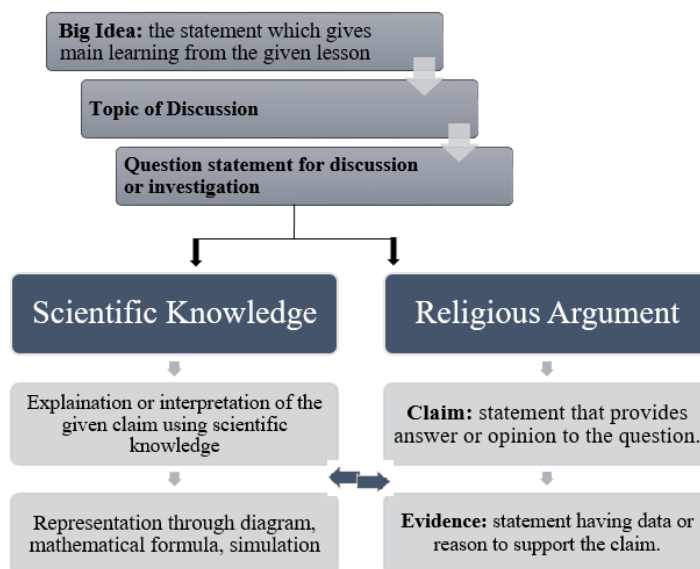 Big Idea: the statement which gives
main learning from the given lesson
Topic of Discussion
Question statement for discussion
or investigation
Scientific Knowledge
Religious Argument
Explaination or interpretation of the
given claim using scientific
knowledge
Claim: statement that provides
answer or opinion to the question.
Representation through diagram,
mathematical formula, simulation
Evidence: statement having data or
reason to support the claim.